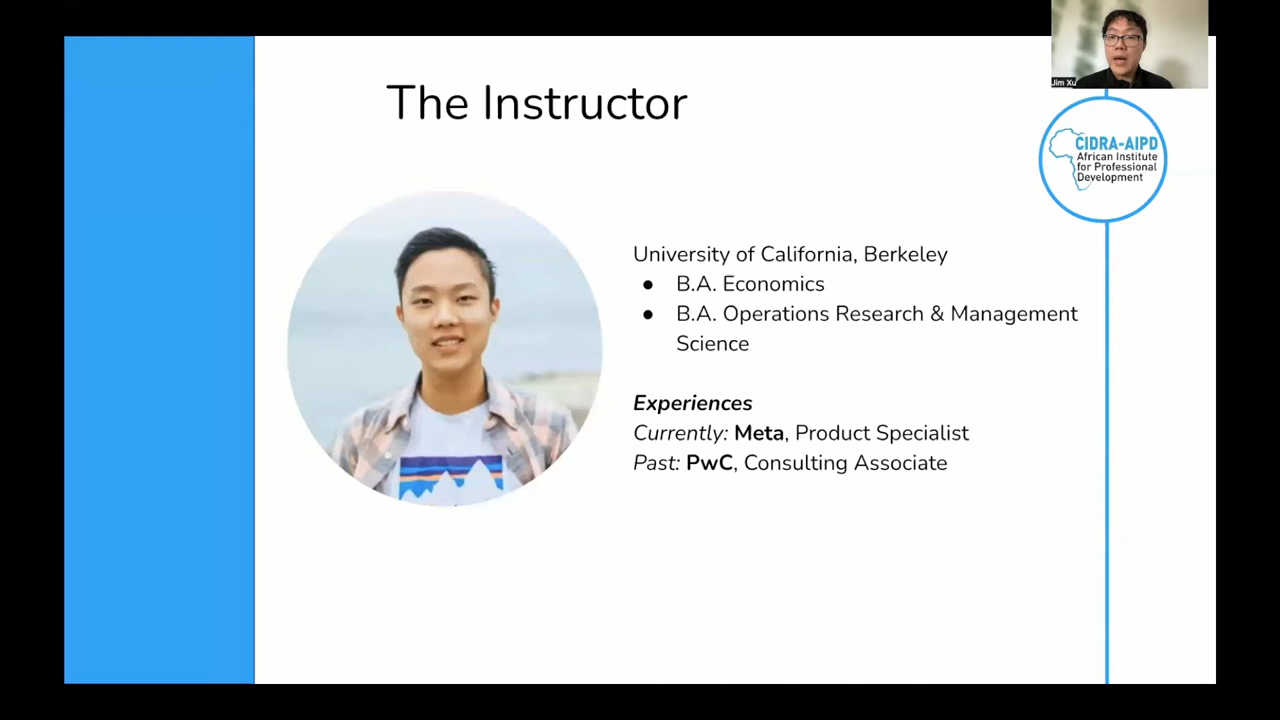 The Instructor
Jim Xu
CIDRA-AIPD
African Institute
for Professional
Development
University of California, Berkeley
● B.A. Economics
● B.A. Operations Research & Management
Science
Experiences
Currently: Meta, Product Specialist
Past: PwC, Consulting Associate